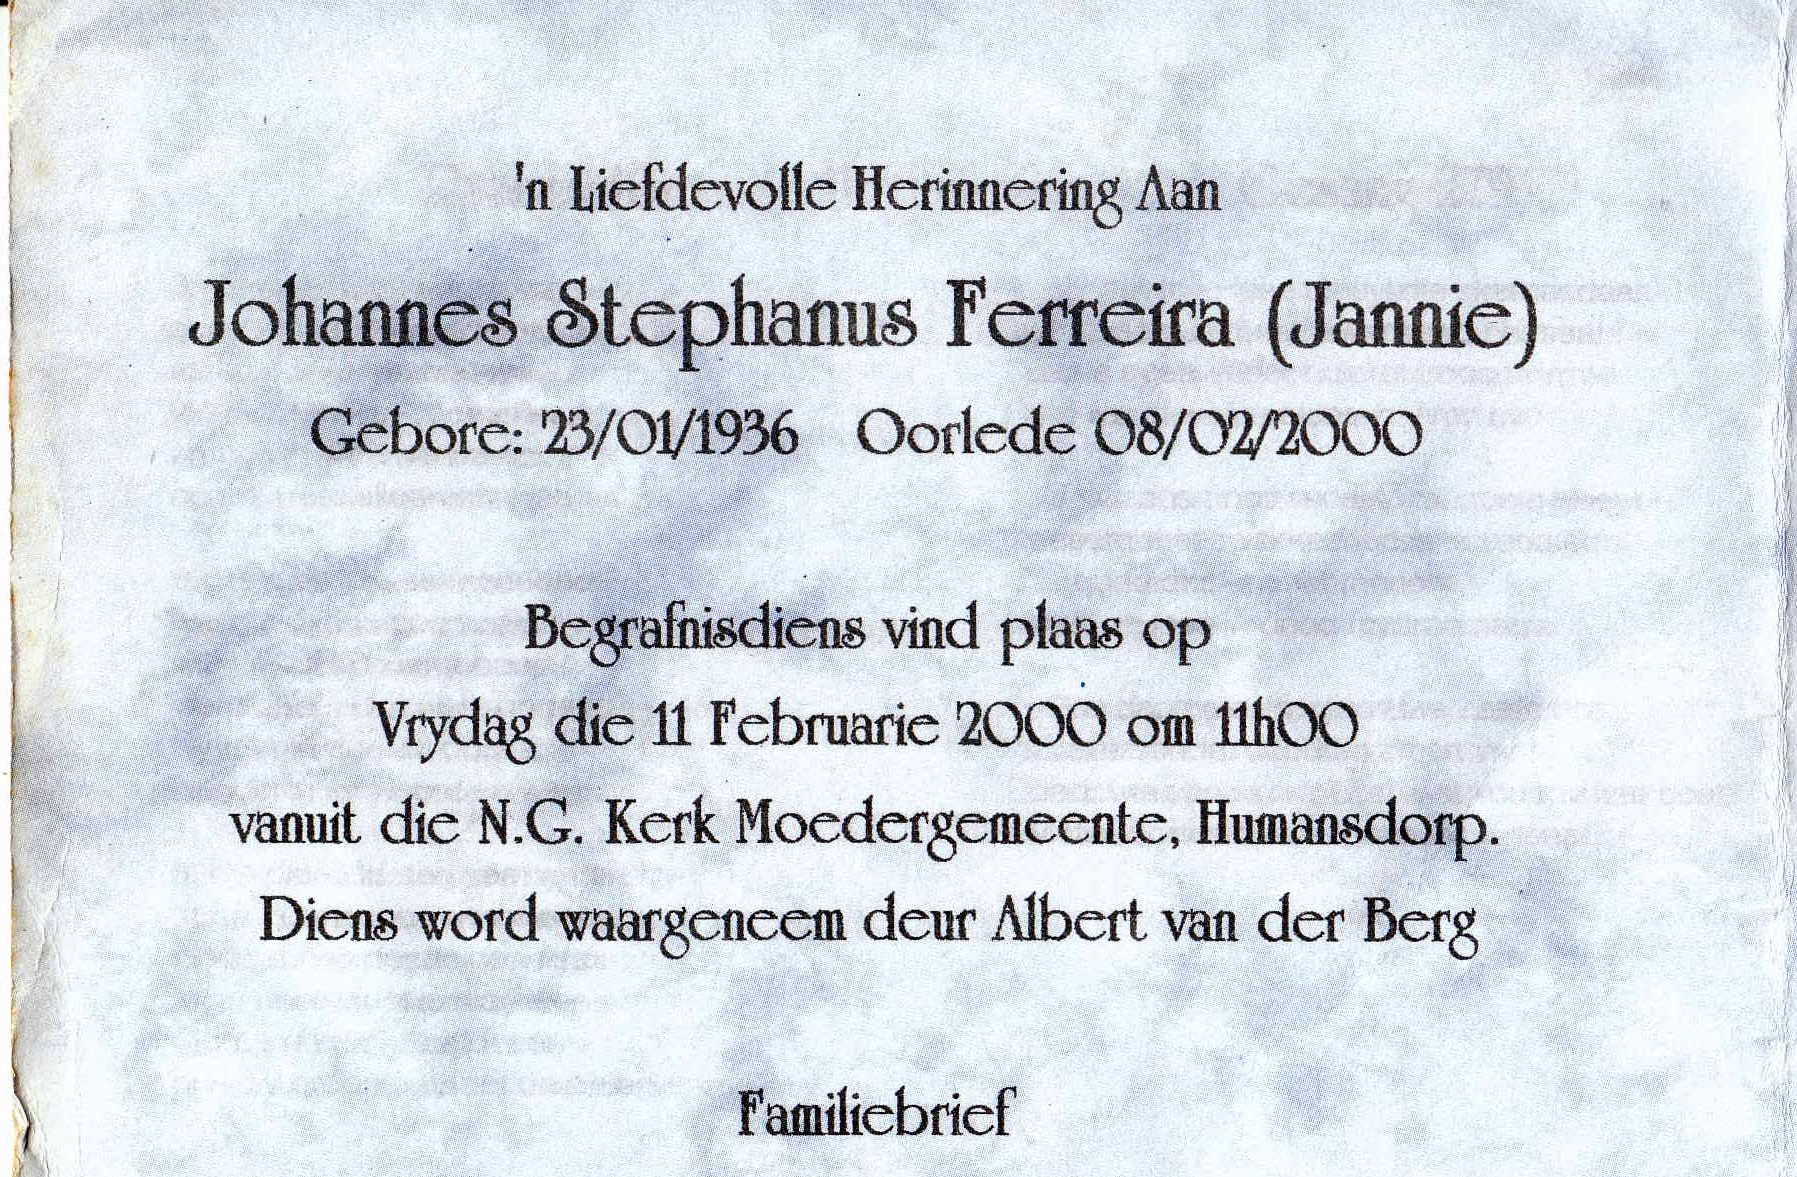 'n Liefdevolle Herinnering Aan
Johannes Stephanus Ferreira (Jannie)
Gebore: 23/01/1936 Oorlede 08/02/2000
Begrafnisdiens vind plaas op
Vrydag die 11 Februarie 2000 om 11h00
vanuit die N.G. Kerk Moedergemeente, Humansdorp.
Diens word waargeneem deur Albert van der Berg
Familiebrief